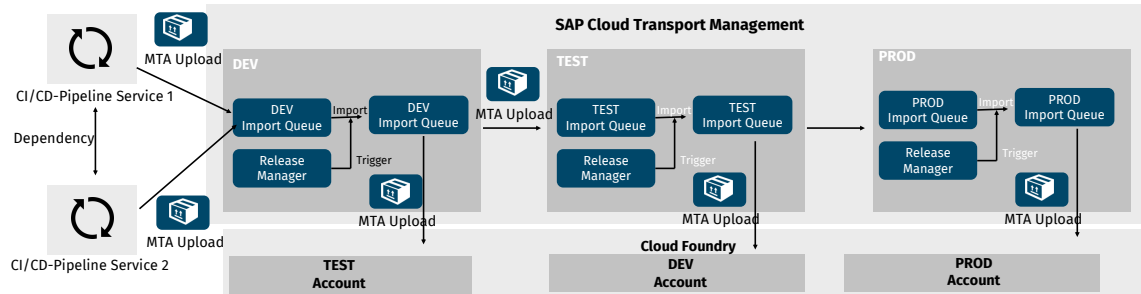 SAP Cloud Transport Management
MTA Upload
CI/CD-Pipeline Service 1
Dependency
MTA Upload
CI/CD-Pipeline Service 2
DEV
DEV
Import Queue
Import
DEV
Import Queue
Release
Manager
Trigger
MTA Upload
MTA Upload
TEST
TEST
Import Queue
Import
TEST
Import Queue
Release
Manager
Trigger
MTA Upload
PROD
PROD
Import Queue
Import
PROD
Import Queue
Release
Manager
Trigger
MTA Upload
Cloud Foundry
TEST
Account
DEV
Account
PROD
Account